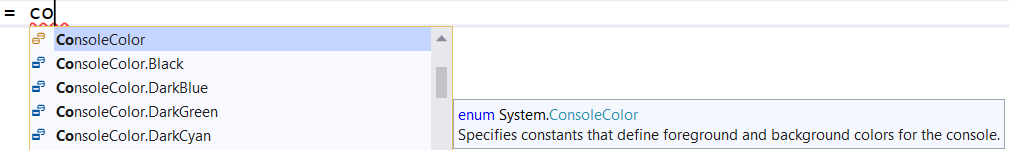 = co
ConsoleColor
ConsoleColor.Black
ConsoleColor.DarkBlue
ConsoleColor.DarkGreen
ConsoleColor.DarkCyan
enum System.ConsoleColor
Specifies constants that define foreground and background colors for the console.